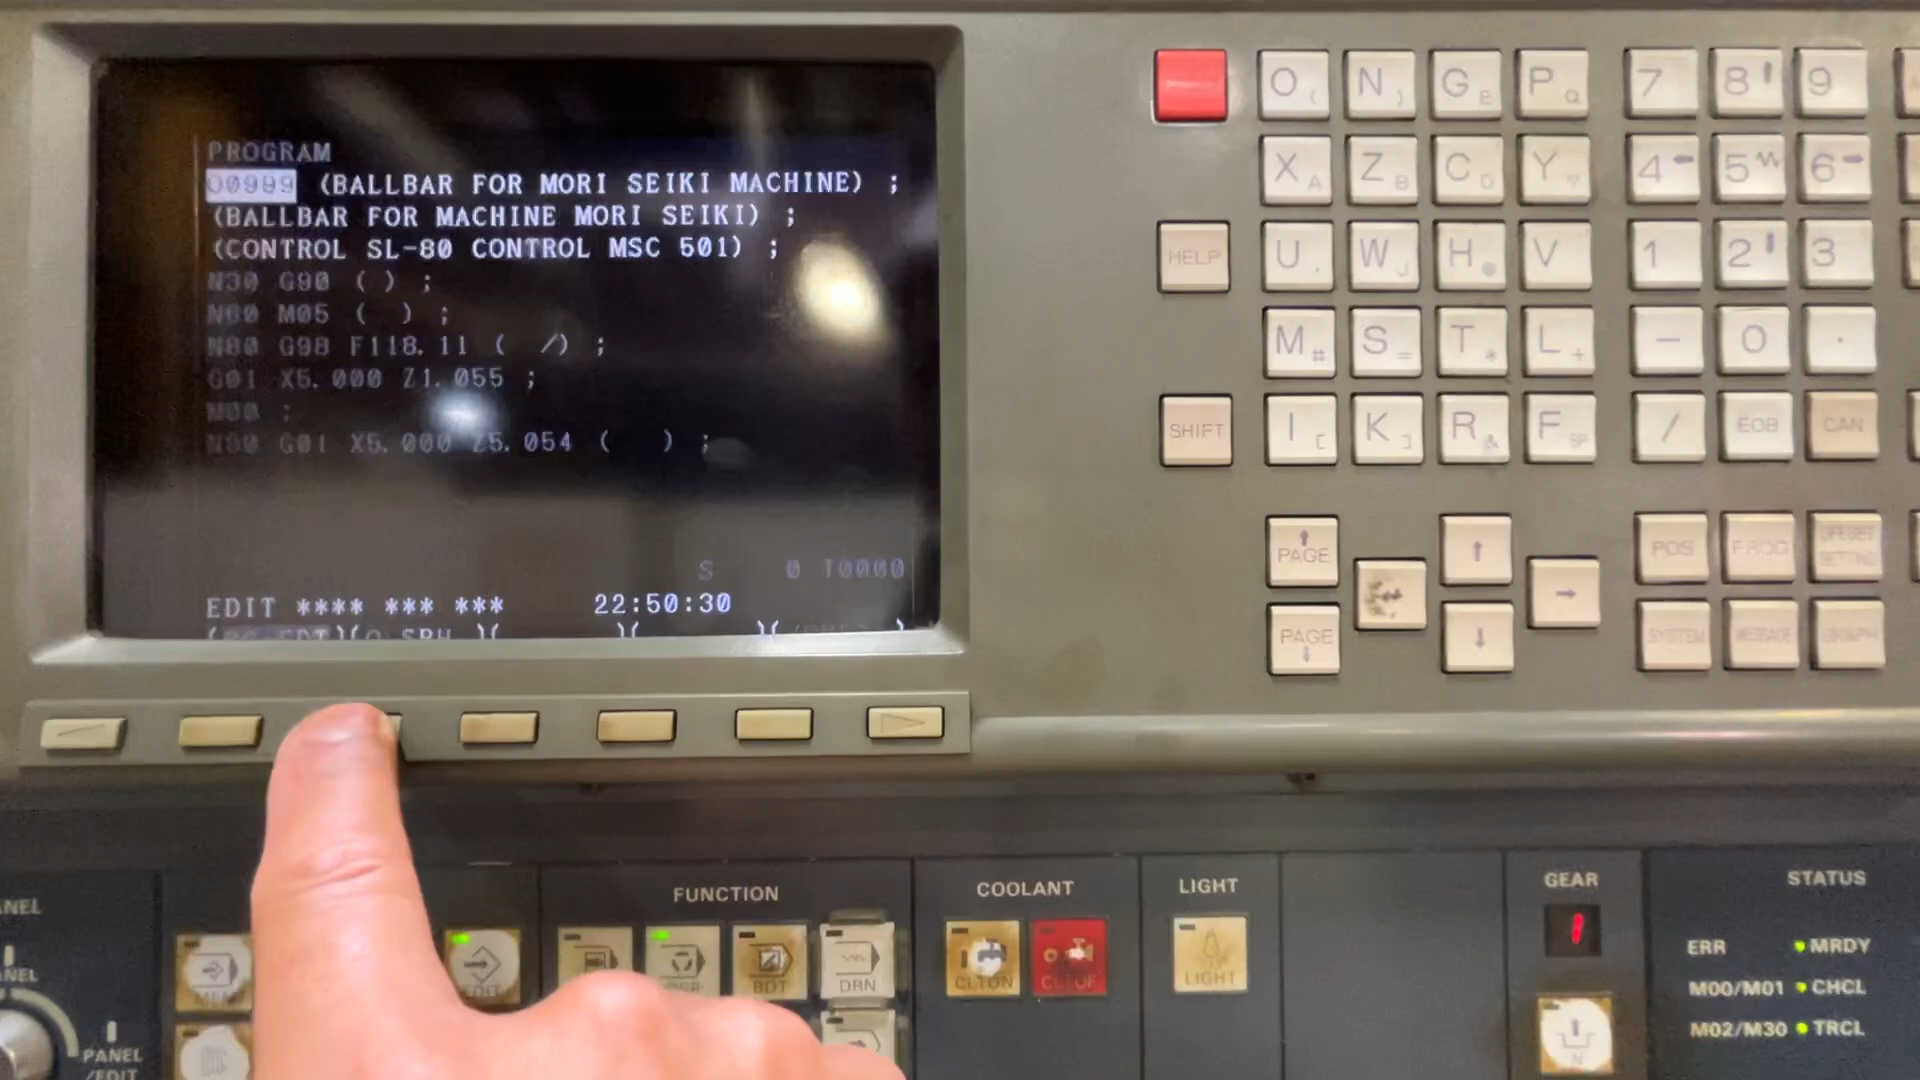 PROGRAM
O0999 (BALLBAR FOR MORI SEIKI MACHINE) ;
(BALLBAR FOR MACHINE MORI SEIKI) ;
(CONTROL SL-80 CONTROL MSC 501) ;
N30 G90 ( ) ;
N60 M05 ( ) ;
N80 G98 F118.11 ( /) ;
G01 X5.000 Z1.055 ;
M00 ;
N90 G01 X5.000 Z5.054 ( ) ;
S 0 T0000
EDIT **** *** *** 22:50:30
O ( N ) G E P Q 7 8 9
X A Z B C D Y 4 5 6
HELP U , W J H @ V 1 2 3
M # S = T * L + - 0 .
SHIFT I [ K ] R & F SP / EOB CAN
PAGE POS PROG OFFSET SETTING
PAGE SYSTEM MESSAGE GRAPH
FUNCTION COOLANT LIGHT GEAR STATUS
1
MEM EDIT BDT DRN CLTON LIGHT
ERR MRDY
M00/M01 CHCL
M02/M30 TRCL
PANEL
/EDIT
N